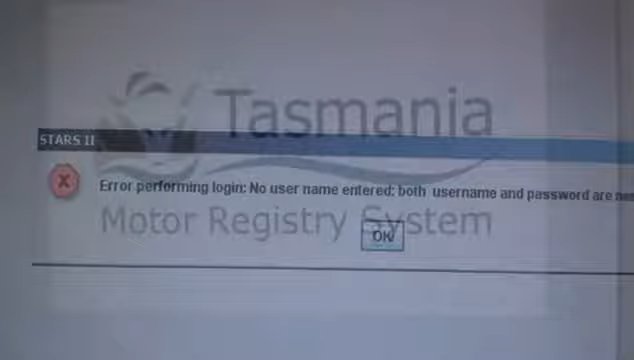 Tasmania
STARS II
Error performing login: No user name entered: both username and password are
Motor Registry System
OK